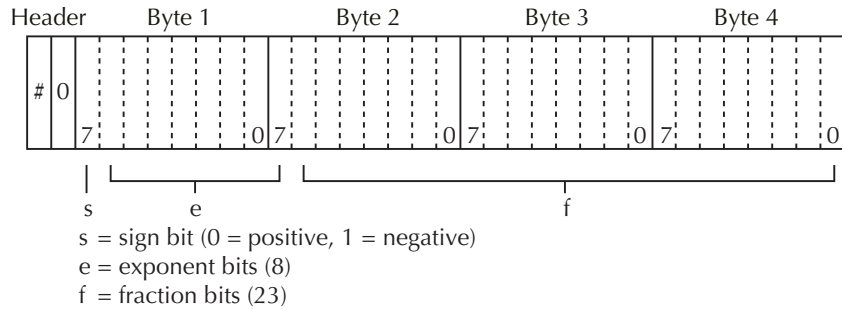 Header Byte 1 Byte 2 Byte 3 Byte 4
# 0
7 0 7 0 7 0 7 0
s e f
s = sign bit (0 = positive, 1 = negative)
e = exponent bits (8)
f = fraction bits (23)